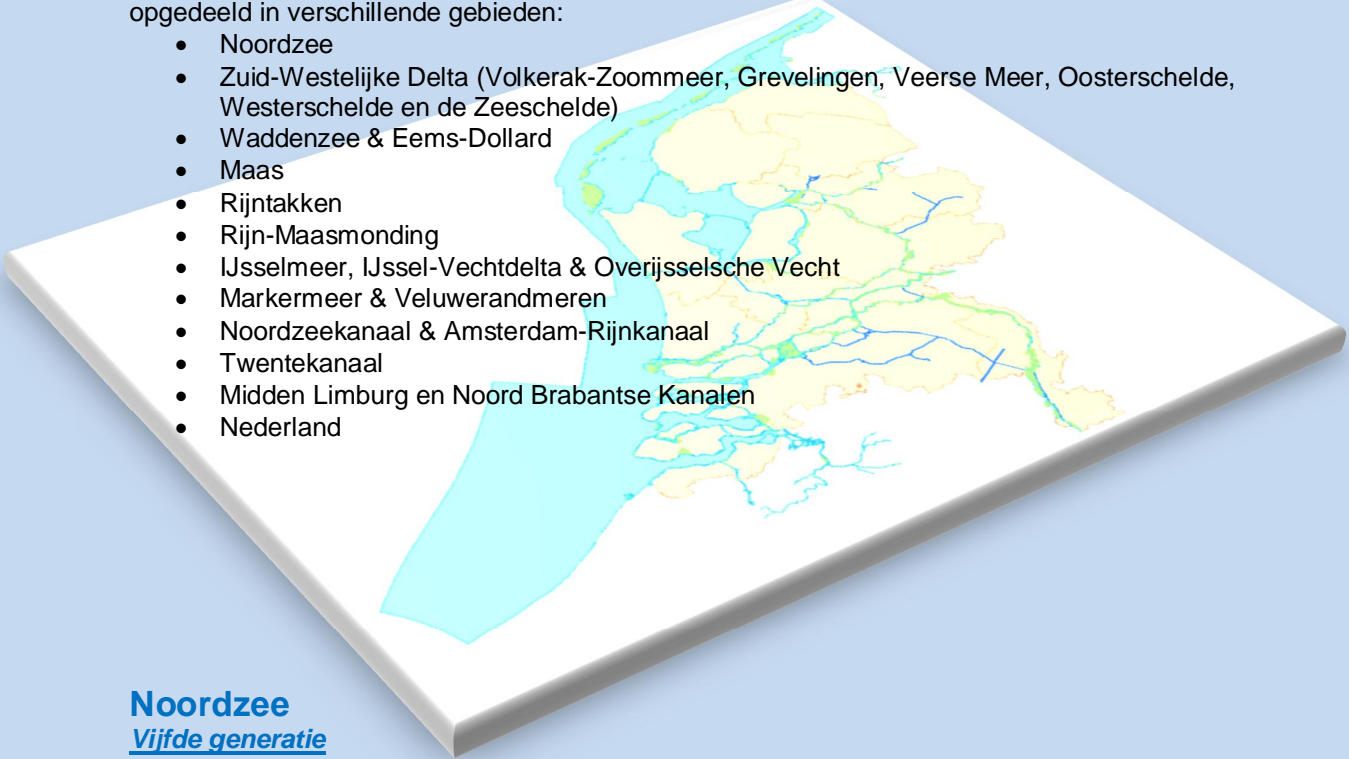 opgedeeld in verschillende gebieden:
• Noordzee
• Zuid-Westelijke Delta (Volkerak-Zoommeer, Grevelingen, Veerse Meer, Oosterschelde,
Westerschelde en de Zeeschelde)
• Waddenzee & Eems-Dollard
• Maas
• Rijntakken
• Rijn-Maasmonding
• IJsselmeer, IJssel-Vechtdelta & Overijsselsche Vecht
• Markermeer & Veluwerandmeren
• Noordzeekanaal & Amsterdam-Rijnkanaal
• Twentekanaal
• Midden Limburg en Noord Brabantse Kanalen
• Nederland
Noordzee
Vijfde generatie